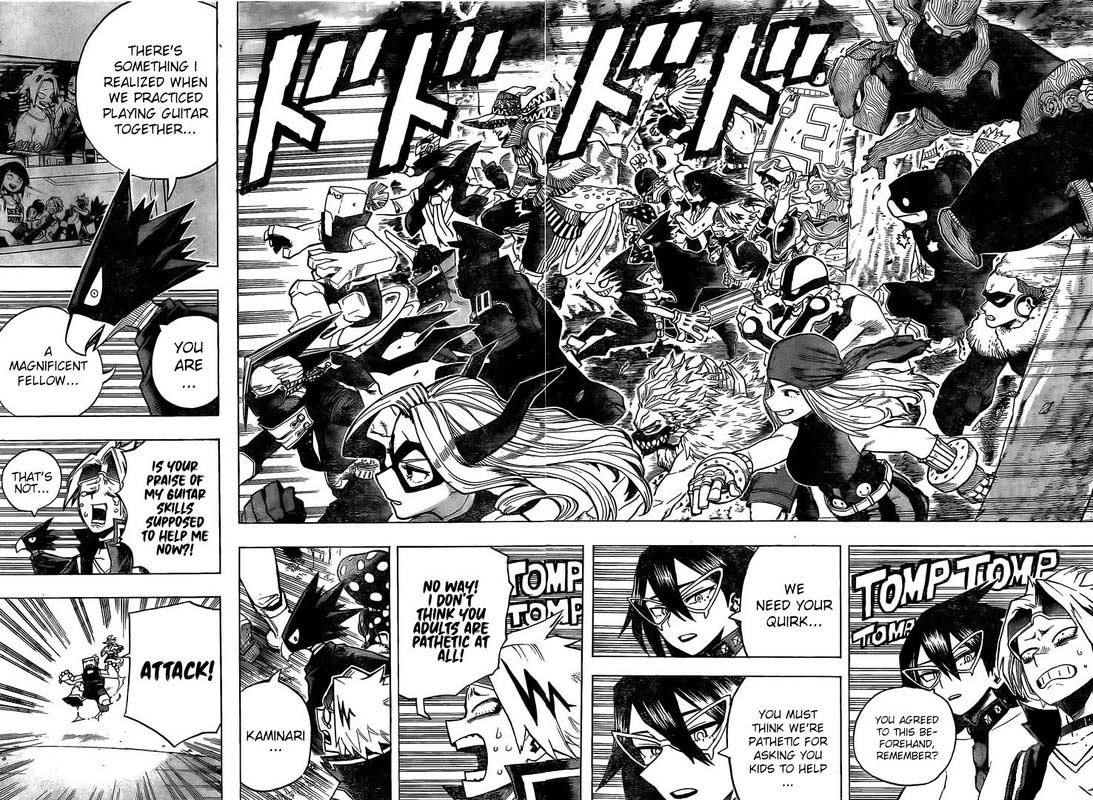 ドドドド
TOMP TOMP
TOMP
YOU AGREED
TO THIS BE-
FOREHAND,
REMEMBER?
WE
NEED YOUR
QUIRK...
YOU MUST
THINK WE'RE
PATHETIC FOR
ASKING YOU
KIDS TO HELP
...
TOMP
TOMP
NO WAY!
I DON'T
THINK YOU
ADULTS ARE
PATHETIC AT
ALL!
KAMINARI
...
THERE'S
SOMETHING I
REALIZED WHEN
WE PRACTICED
PLAYING GUITAR
TOGETHER...
YOU
ARE
...
A
MAGNIFICENT
FELLOW...
IS YOUR
PRAISE OF
MY GUITAR
SKILLS
SUPPOSED
TO HELP ME
NOW?!
THAT'S
NOT...
ATTACK!